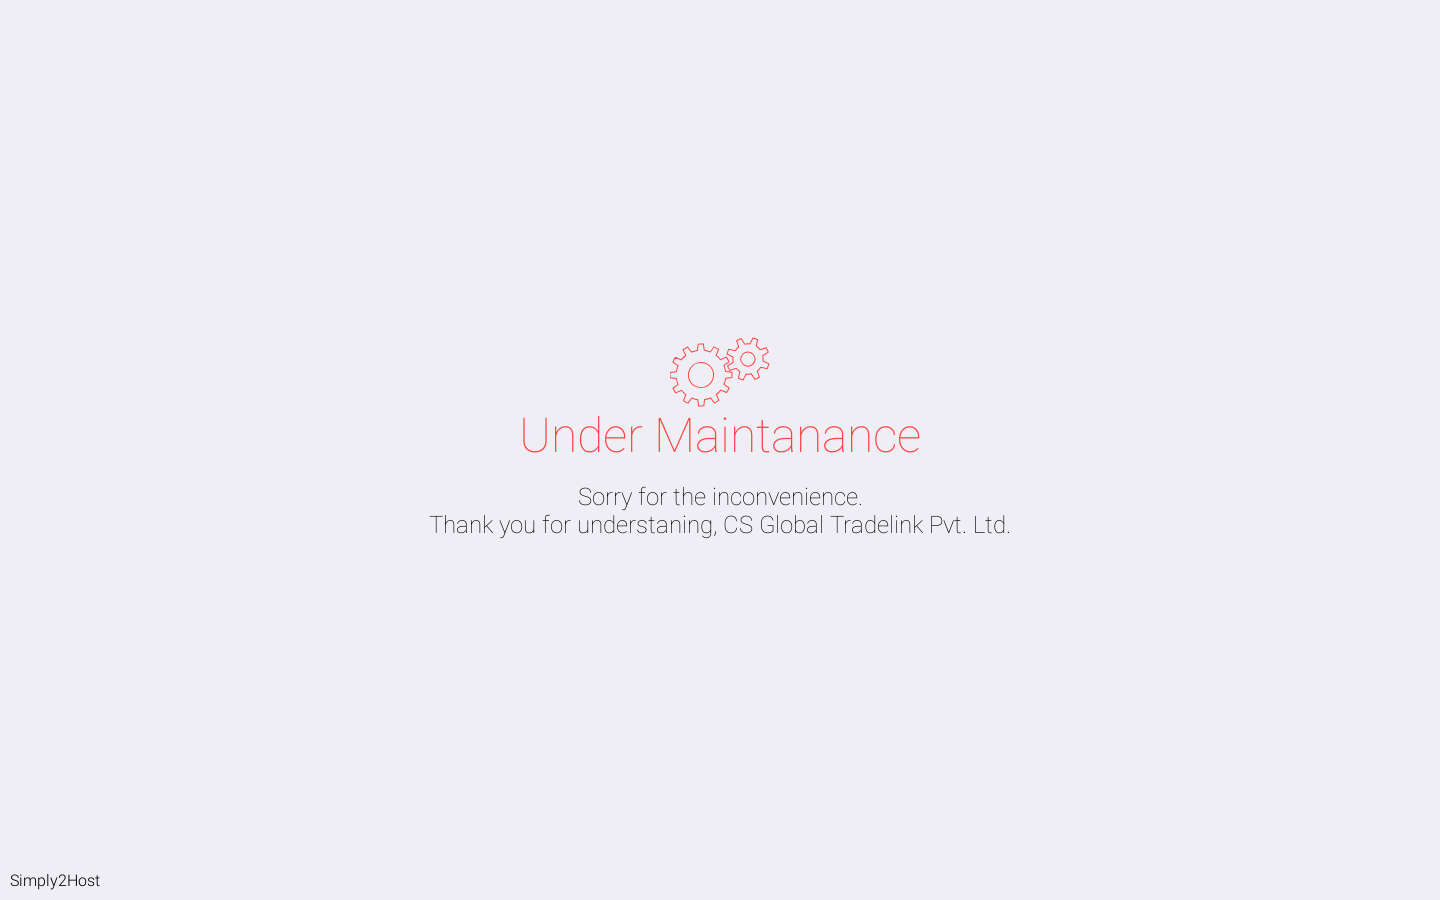 Under Maintanance
Sorry for the inconvenience.
Thank you for understaning, CS Global Tradelink Pvt. Ltd.
Simply2Host